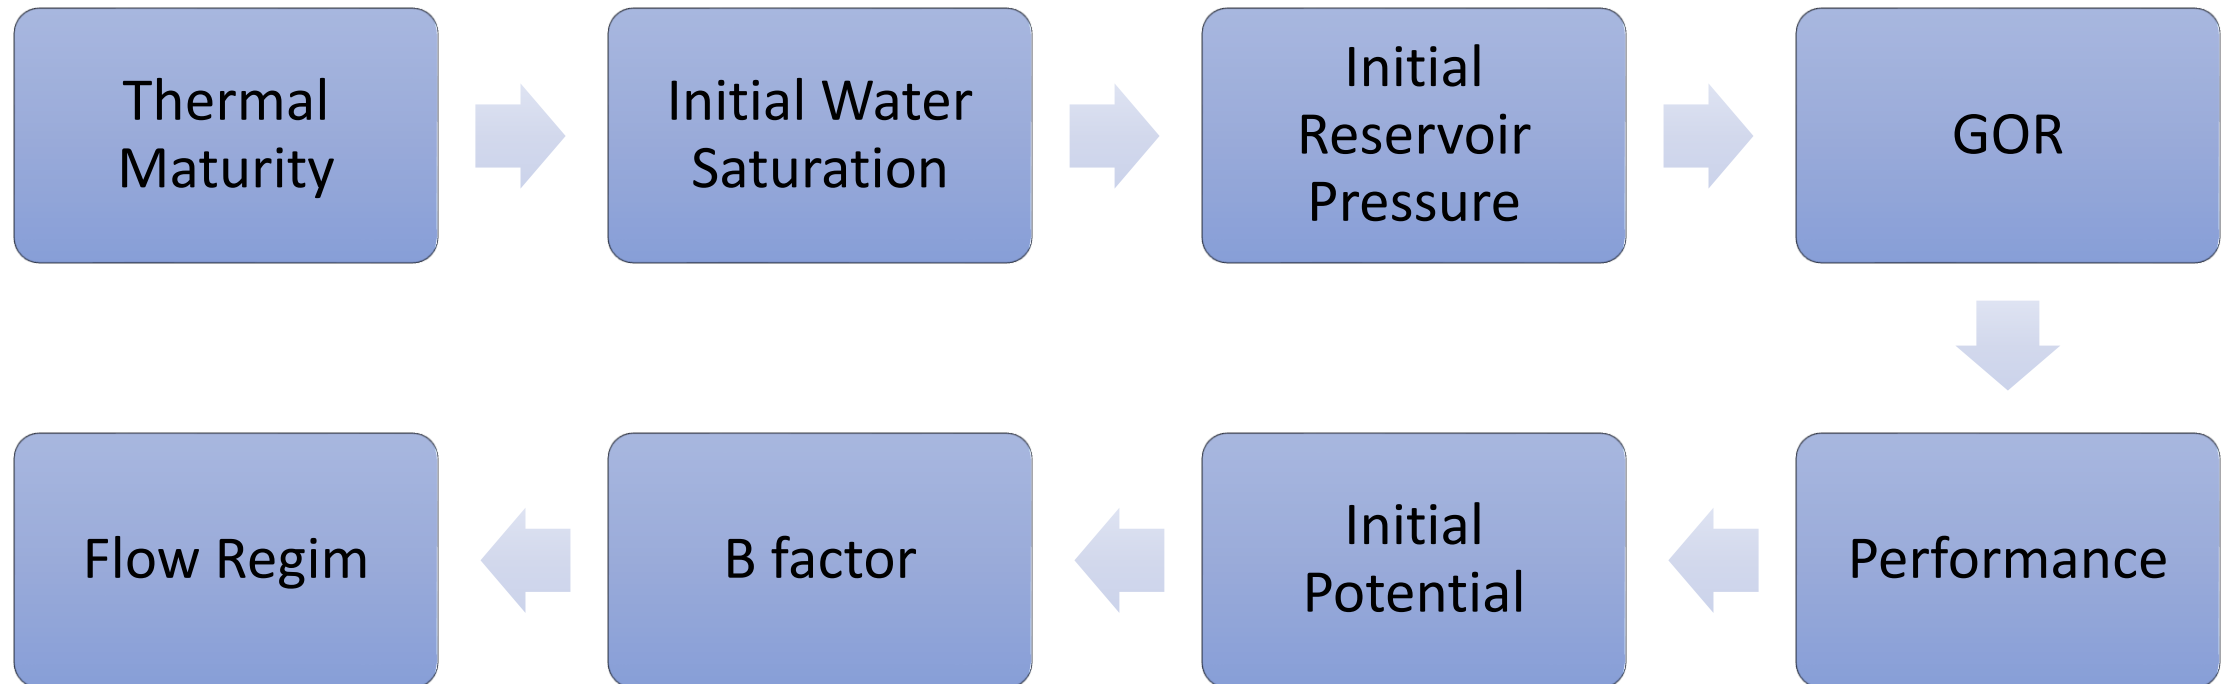 Thermal
Maturity
Initial Water
Saturation
Initial
Reservoir
Pressure
GOR
Performance
Initial
Potential
B factor
Flow Regim